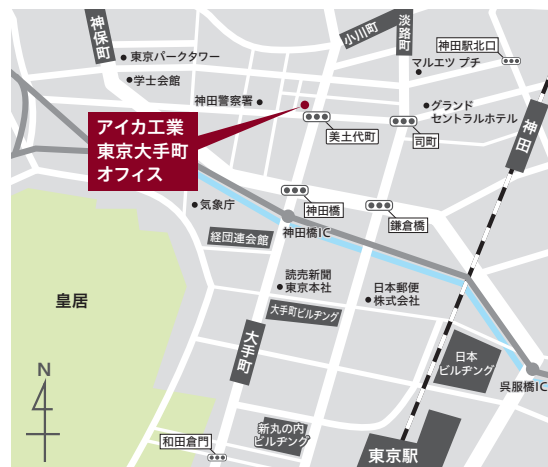 神保町
小川町
淡路町
神田駅北口
東京パークタワー
マルエツ プチ
学士会館
神田警察署
グランド
セントラルホテル
アイカ工業
東京大手町
オフィス
美土代町
司町
神田
気象庁
神田橋
鎌倉橋
神田橋IC
経団連会館
読売新聞
東京本社
日本郵便
株式会社
皇居
大手町ビルヂング
大手町
日本
ビルヂング
呉服橋IC
N
新丸の内
ビルヂング
和田倉門
東京駅